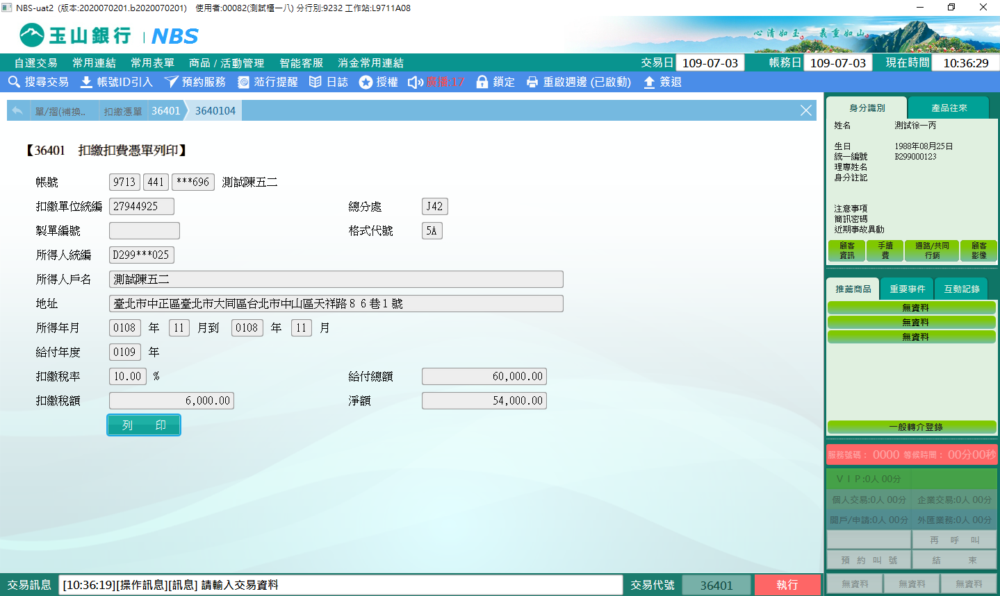 NBS-uat2 (版本:2020070201.b2020070201) 使用者:00082(測試櫃一八) 分行別:9232 工作站:L9711A08
玉山銀行 NBS
心清如玉。義重如山。
自選交易 常用連結 常用表單 商品 / 活動管理 智能客服 消金常用連結 交易日 109-07-03 帳務日 109-07-03 現在時間 10:36:29
搜尋交易 帳號ID引入 預約服務 蒞行提醒 日誌 授權 廣播:17 鎖定 重啟週邊 (已啟動) 簽退
單/摺(補換.. 扣繳憑單 36401 3640104
【36401 扣繳扣費憑單列印】
帳號 9713 441 ***696 測試陳五二
扣繳單位統編 27944925 總分處 J42
製單編號 格式代號 5A
所得人統編 D299***025
所得人戶名 測試陳五二
地址 臺北市中正區臺北市大同區台北市中山區天祥路８６巷１號
所得年月 0108 年 11 月到 0108 年 11 月
給付年度 0109 年
扣繳稅率 10.00 % 給付總額 60,000.00
扣繳稅額 6,000.00 淨額 54,000.00
列 印
身分識別 產品往來
姓名 測試徐一丙
生日 1988年08月25日
統一編號 B299000123
理專姓名
身分註記
注意事項
簡訊密碼
近期事故異動
顧客資訊 手續費 通路/共同行銷 顧客影像
推薦商品 重要事件 互動記錄
無資料
無資料
無資料
一般轉介登錄
服務號碼： 0000 等候時間： 00分00秒
ＶＩＰ:0人 00分
個人交易:0人 00分 企業交易:0人 00分
開戶/申請:0人 00分 外匯業務:0人 00分
再 呼 叫
預 約 叫 號 結 束
無資料 無資料 無資料
交易訊息 [10:36:19][操作訊息][訊息] 請輸入交易資料 交易代號 36401 執行